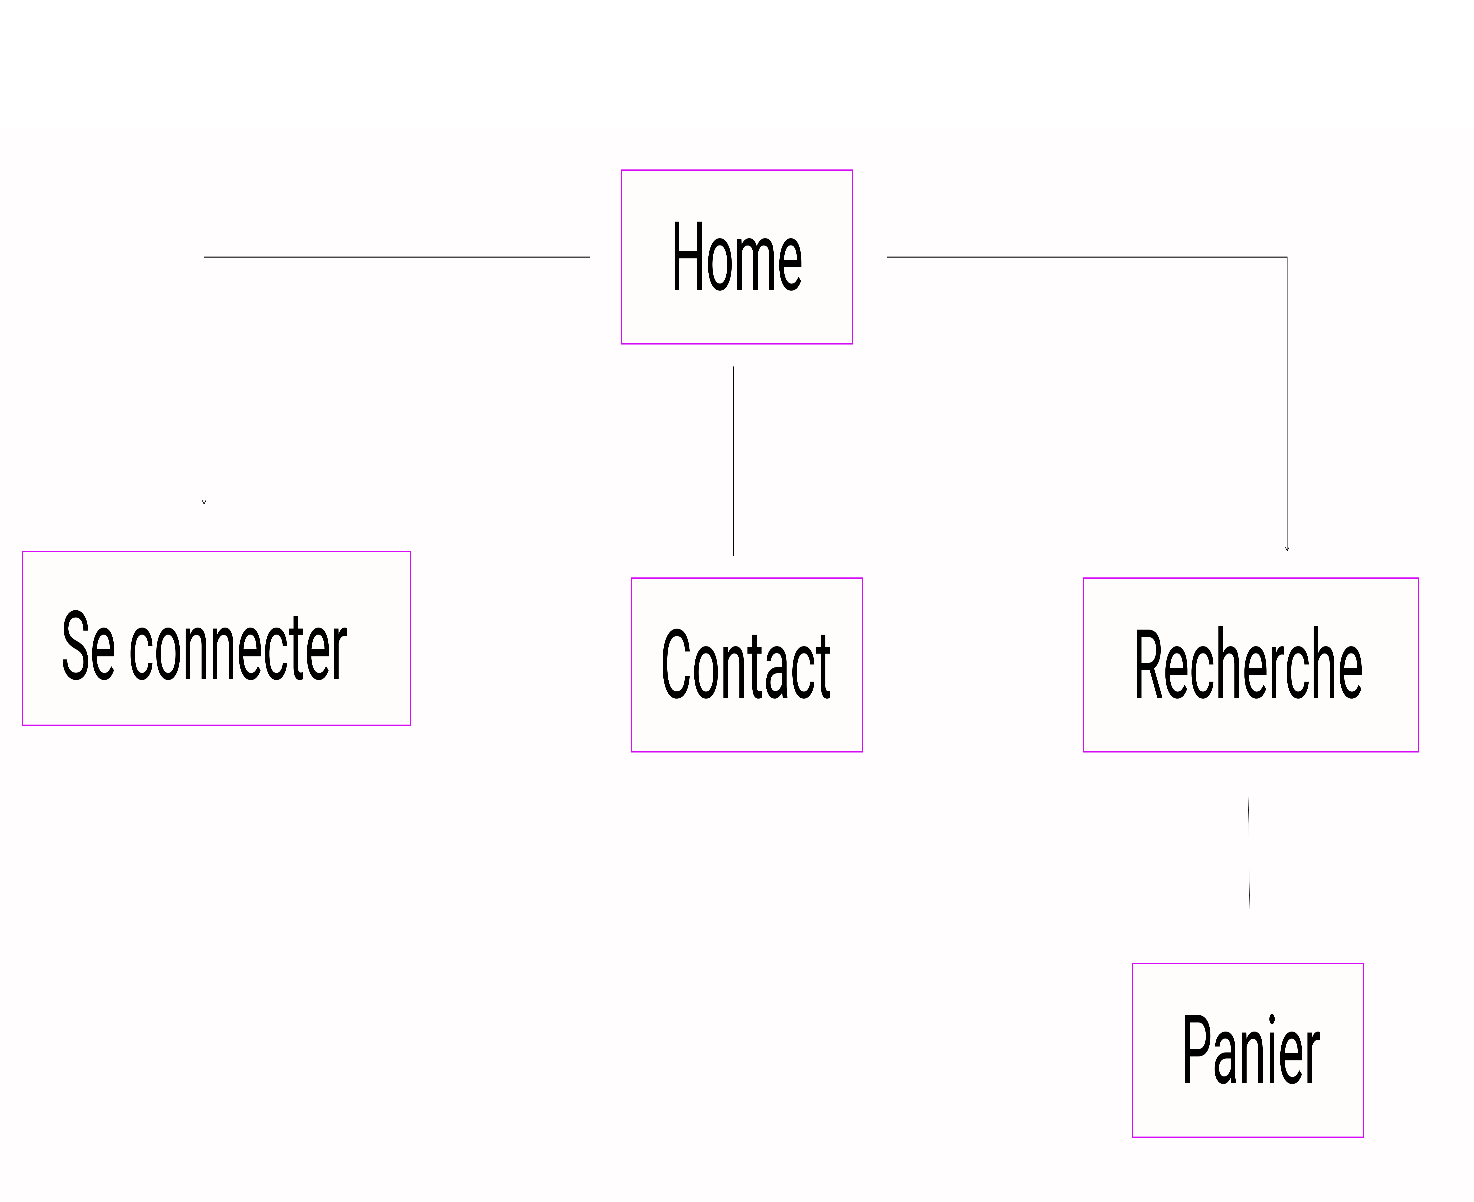 Home
Se connecter
Contact
Recherche
Panier